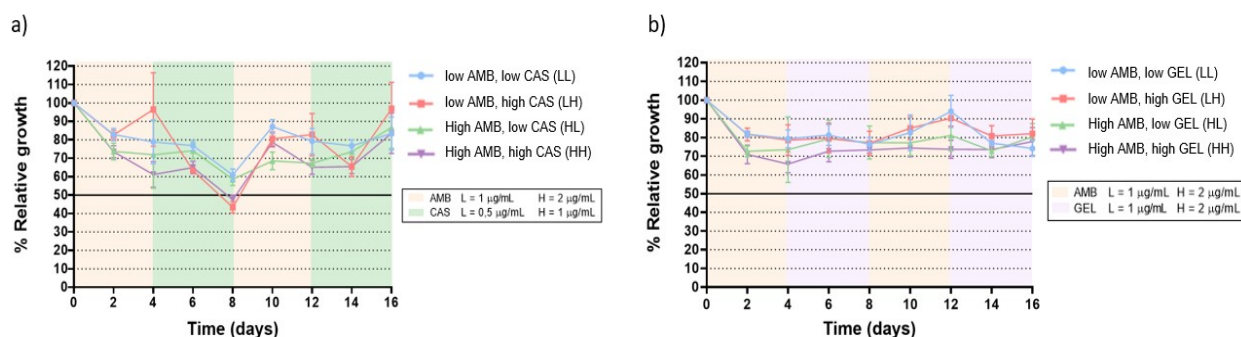 a)
% Relative growth
120
110
100
90
80
70
60
50
40
30
20
10
0
0 2 4 6 8 10 12 14 16
Time (days)
low AMB, low CAS (LL)
low AMB, high CAS (LH)
High AMB, low CAS (HL)
High AMB, high CAS (HH)
AMB L = 1 µg/mL H = 2 µg/mL
CAS L = 0,5 µg/mL H = 1 µg/mL
b)
% Relative growth
120
110
100
90
80
70
60
50
40
30
20
10
0
0 2 4 6 8 10 12 14 16
Time (days)
low AMB, low GEL (LL)
low AMB, high GEL (LH)
High AMB, low GEL (HL)
High AMB, high GEL (HH)
AMB L = 1 µg/mL H = 2 µg/mL
GEL L = 1 µg/mL H = 2 µg/mL